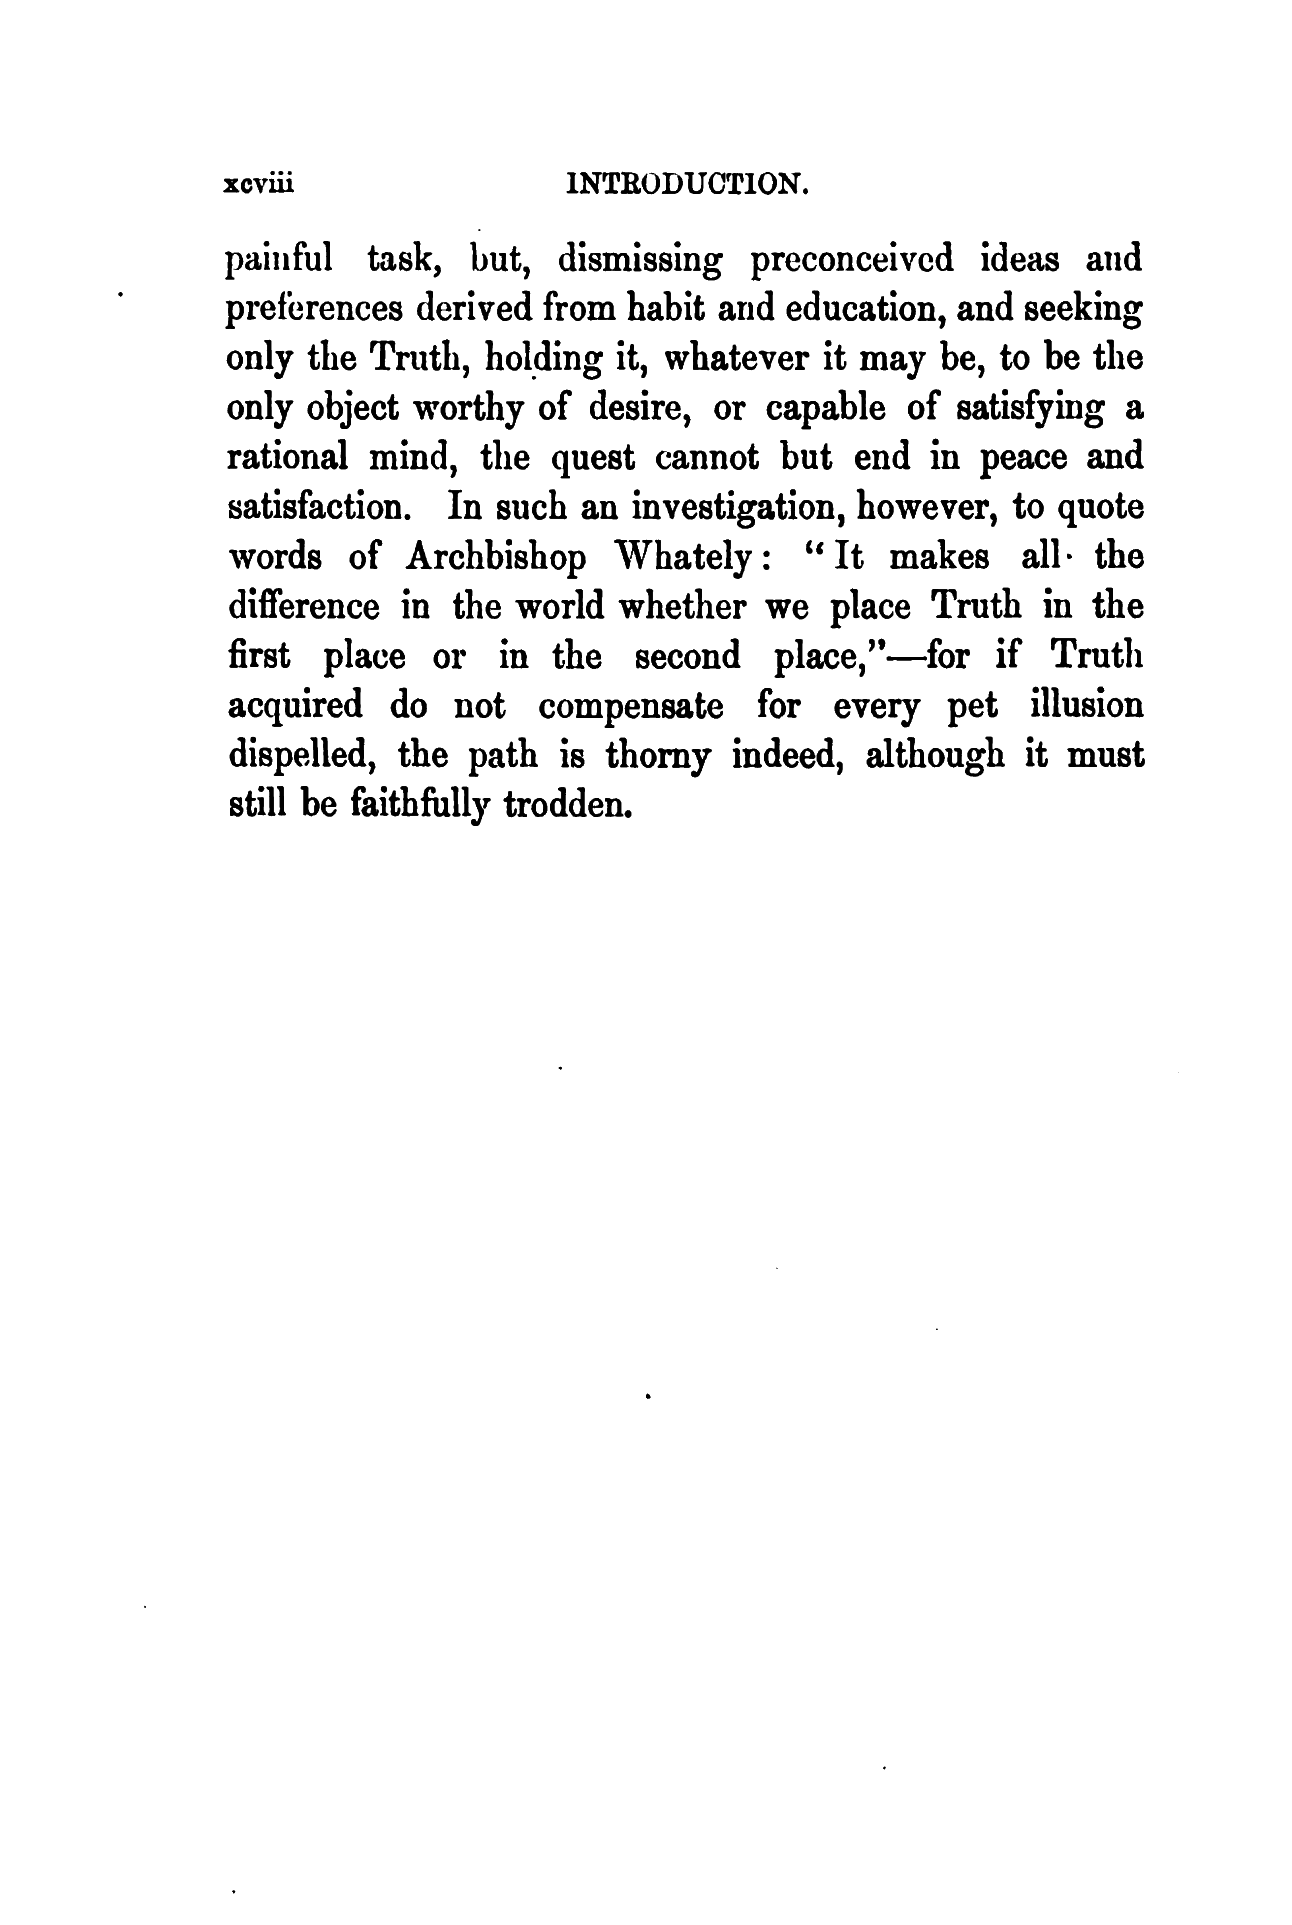 xcviii INTRODUCTION.
painful task, but, dismissing preconceived ideas and
preferences derived from habit and education, and seeking
only the Truth, holding it, whatever it may be, to be the
only object worthy of desire, or capable of satisfying a
rational mind, the quest cannot but end in peace and
satisfaction. In such an investigation, however, to quote
words of Archbishop Whately: “It makes all the
difference in the world whether we place Truth in the
first place or in the second place,”—for if Truth
acquired do not compensate for every pet illusion
dispelled, the path is thorny indeed, although it must
still be faithfully trodden.